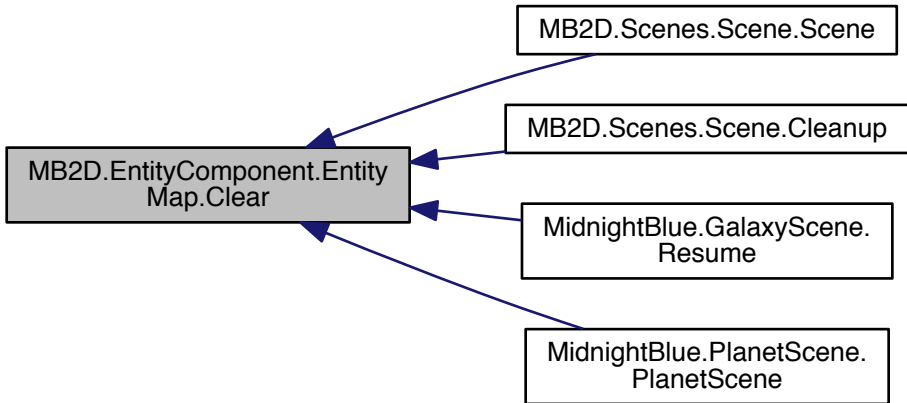 MB2D.Scenes.Scene.Scene
MB2D.Scenes.Scene.Cleanup
MB2D.EntityComponent.Entity
Map.Clear
MidnightBlue.GalaxyScene.
Resume
MidnightBlue.PlanetScene.
PlanetScene